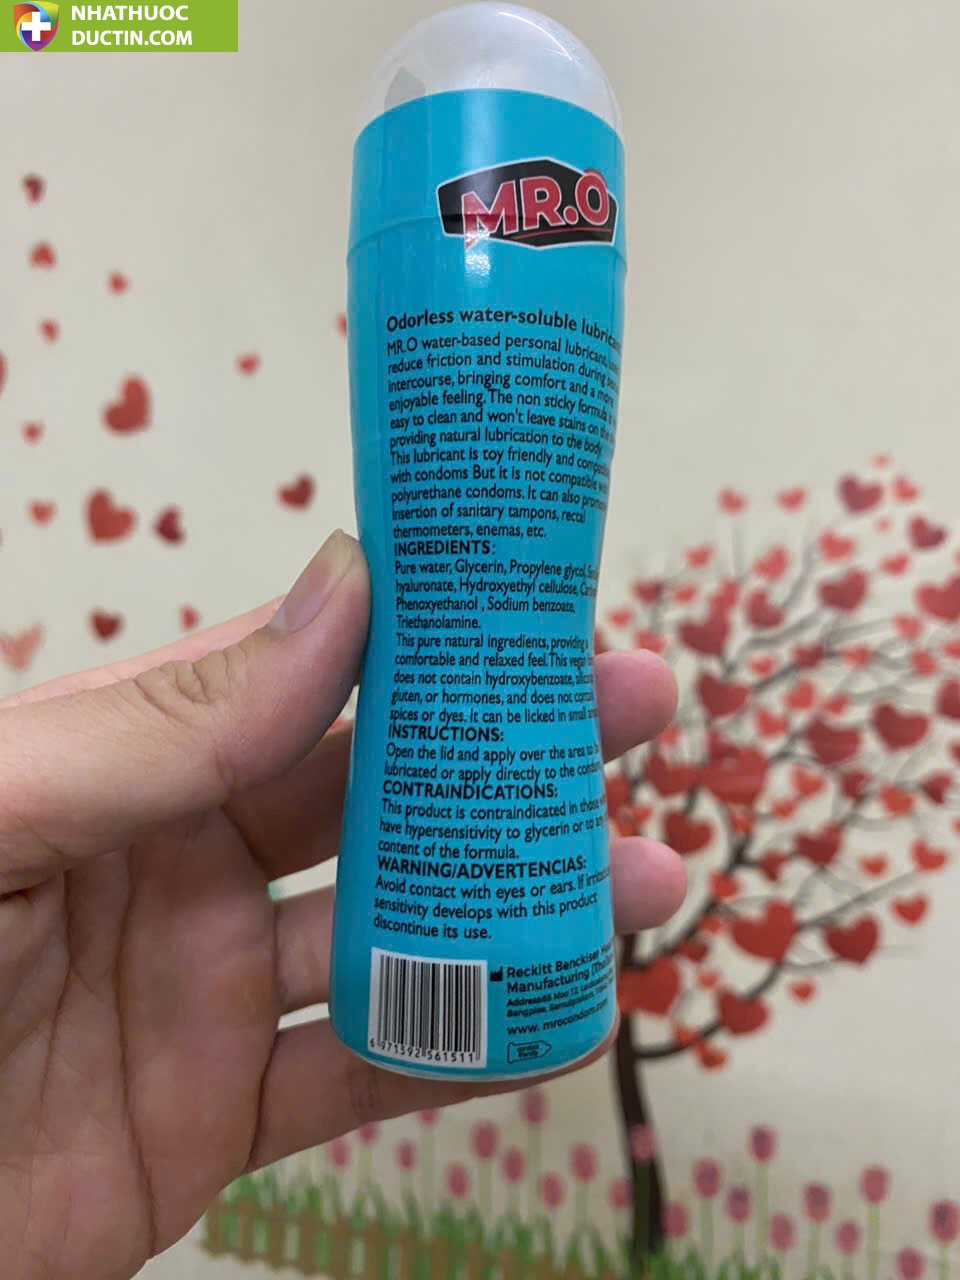 NHATHUOC
DUCTIN.COM
MR.O
Odorless water-soluble
MR.O water-based personal lubricant,
reduce friction and stimulation during
intercourse, bringing comfort and a more
enjoyable feeling. The non sticky formula
easy to clean and won't leave stains on
providing natural lubrication to the body
This lubricant is toy friendly and
with condoms But it is not compatible
polyurethane condoms. It can also
insertion of sanitary tampons, rectal
thermometers, enemas, etc.
INGREDIENTS:
Pure water, Glycerin, Propylene glycol,
hyaluronate, Hydroxyethyl cellulose,
Phenoxyethanol , Sodium benzoate,
Triethanolamine.
This pure natural ingredients, providing
comfortable and relaxed feel. This vegan
does not contain hydroxybenzoate,
gluten, or hormones, and does not
spices or dyes. It can be licked in small
INSTRUCTIONS:
Open the lid and apply over the area to
lubricated or apply directly to the
CONTRAINDICATIONS:
This product is contraindicated in those
have hypersensitivity to glycerin or to
content of the formula.
WARNING/ADVERTENCIAS:
Avoid contact with eyes or ears. If
sensitivity develops with this product
discontinue its use.
Reckitt Benckiser
Manufacturing
www. mrocondoms.com
6 971592 561511